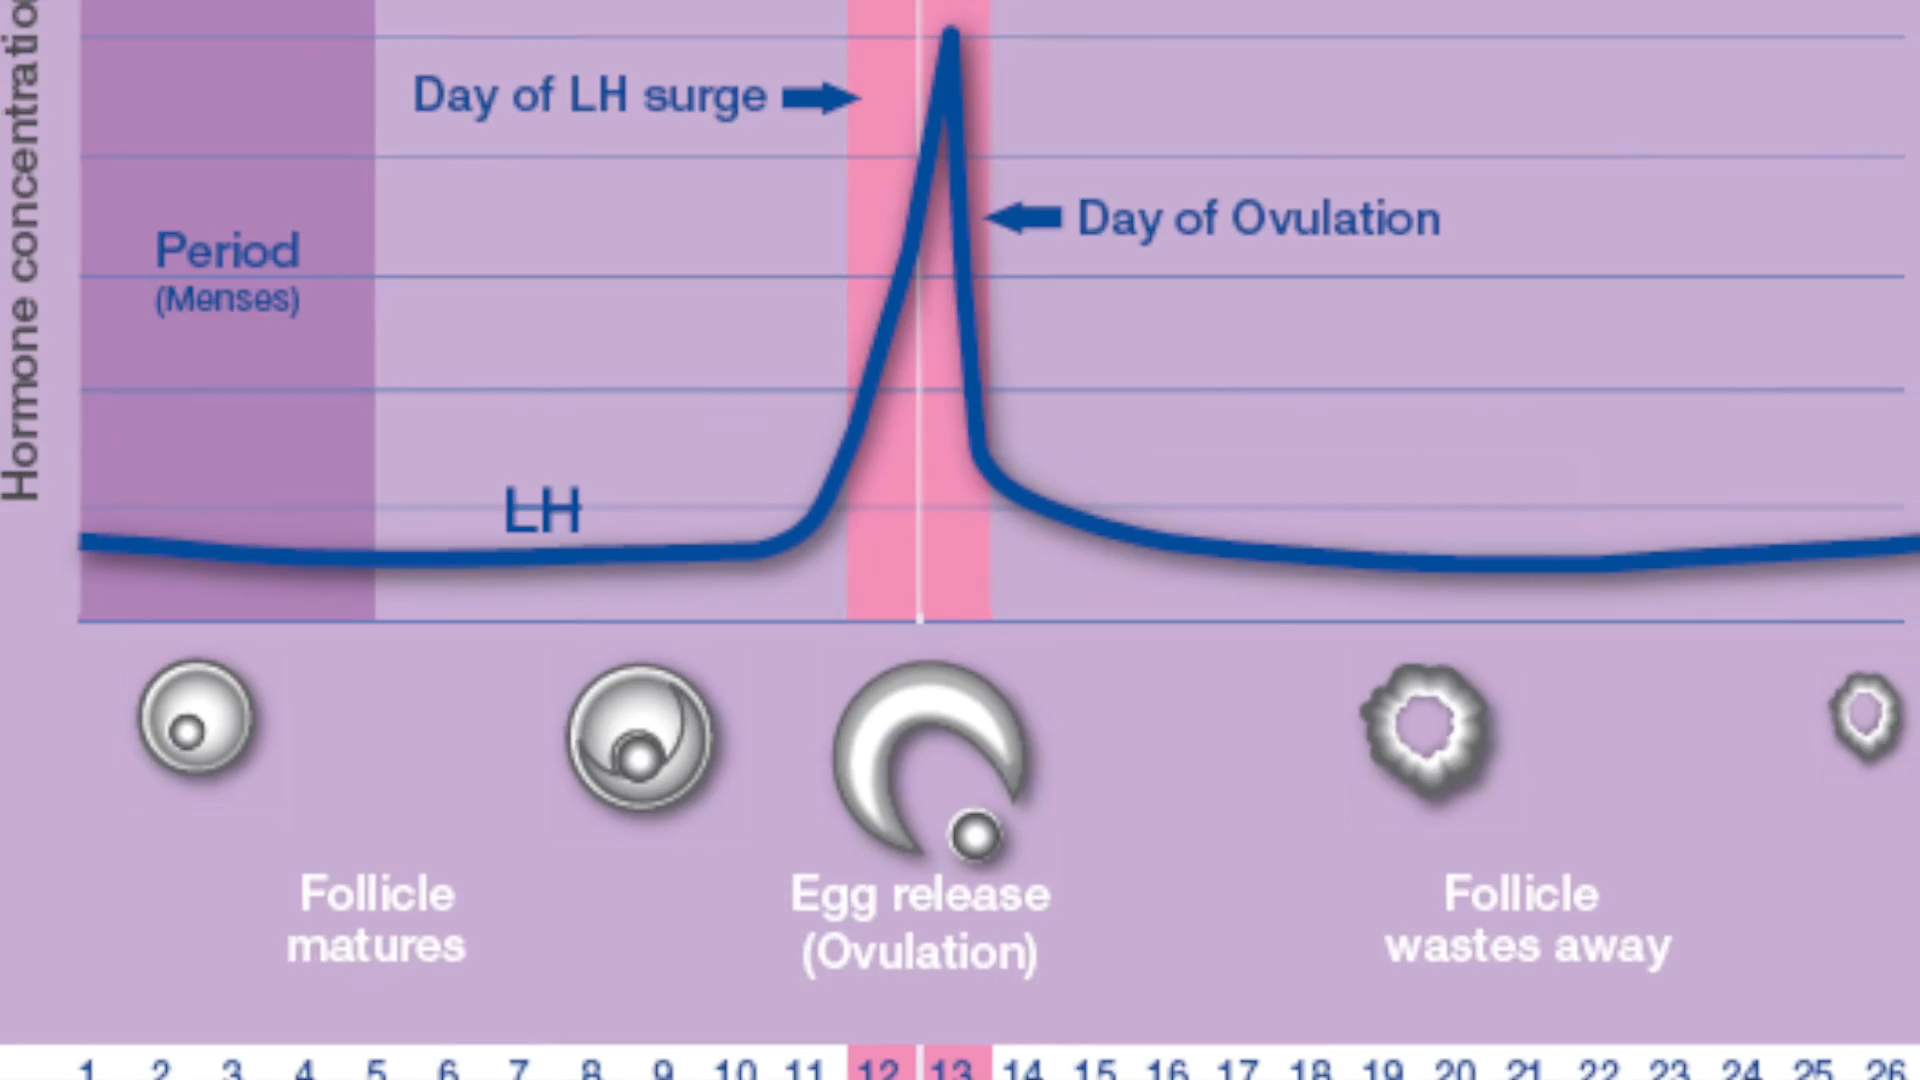 Hormone concentratio
Day of LH surge
Day of Ovulation
Period
(Menses)
LH
Follicle
matures
Egg release
(Ovulation)
Follicle
wastes away
1 2 3 4 5 6 7 8 9 10 11 12 13 14 15 16 17 18 19 20 21 22 23 24 25 26